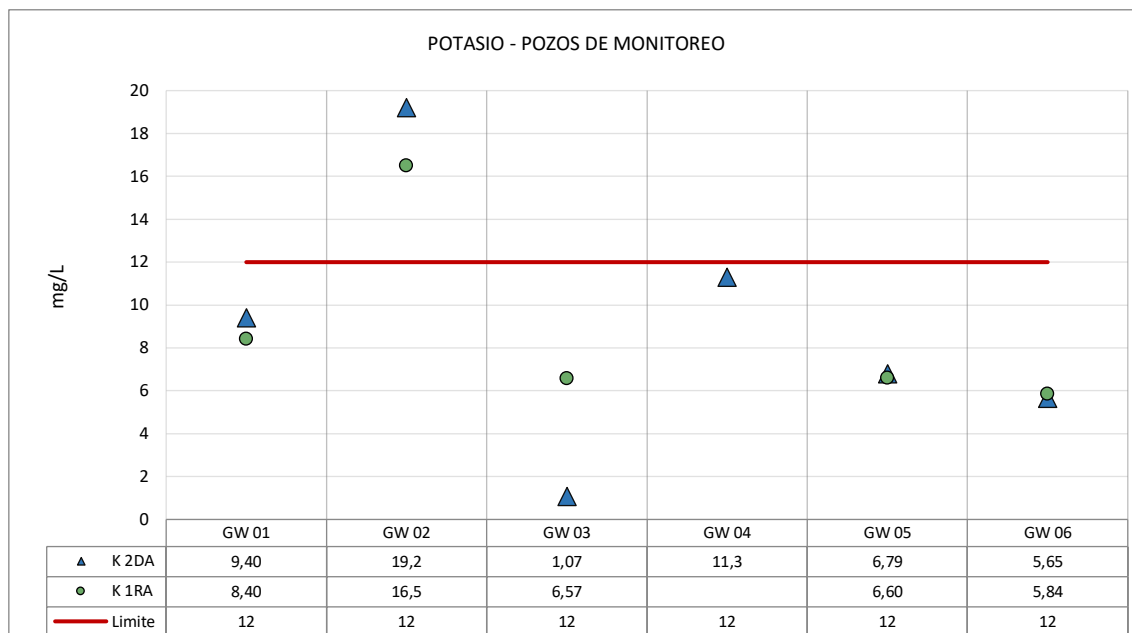 POTASIO - POZOS DE MONITOREO
mg/L
20
18
16
14
12
10
8
6
4
2
0
GW 01 GW 02 GW 03 GW 04 GW 05 GW 06
K 2DA 9,40 19,2 1,07 11,3 6,79 5,65
K 1RA 8,40 16,5 6,57 6,60 5,84
Limite 12 12 12 12 12 12